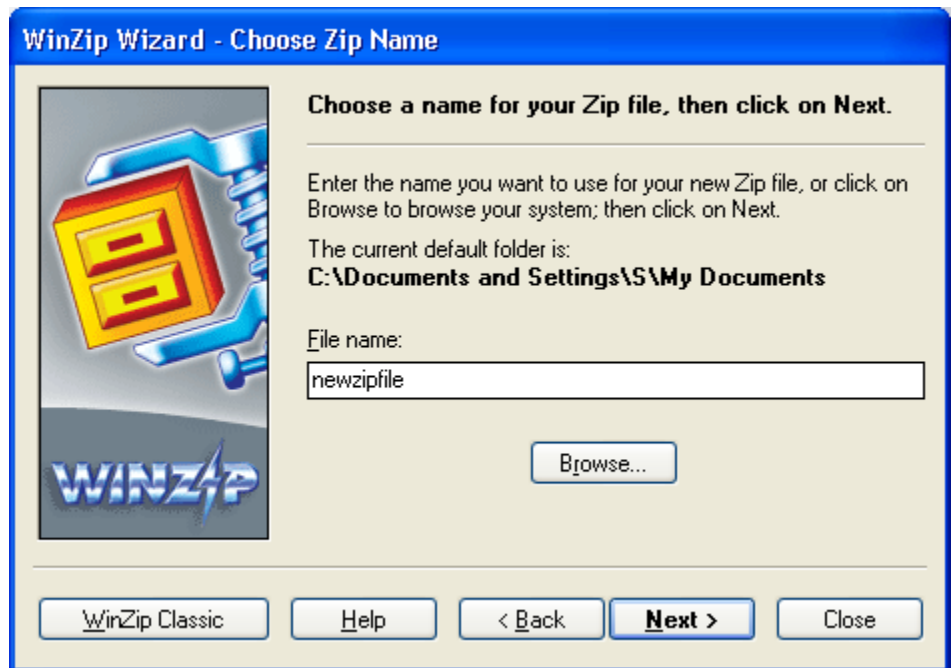 WinZip Wizard - Choose Zip Name
Choose a name for your Zip file, then click on Next.
Enter the name you want to use for your new Zip file, or click on
Browse to browse your system; then click on Next.
The current default folder is:
C:\Documents and Settings\S\My Documents
File name:
newzipfile
Browse...
WINZIP
WinZip Classic
Help
< Back
Next >
Close